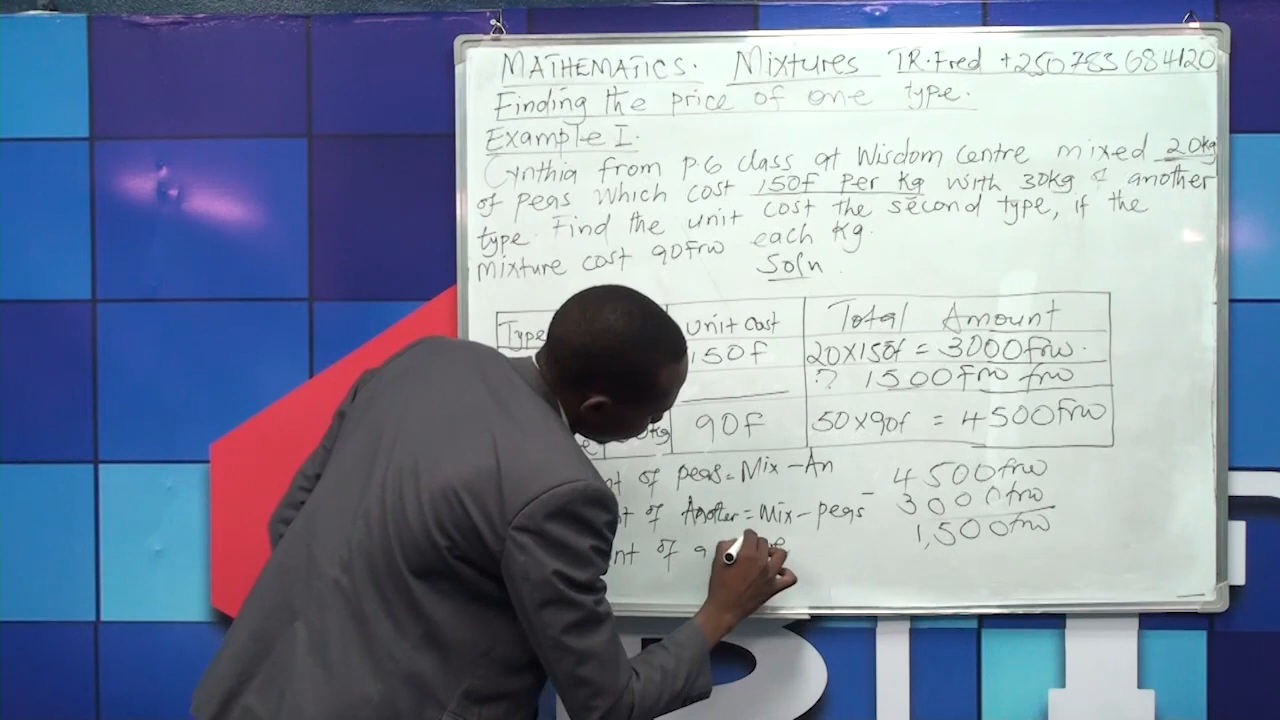 MATHEMATICS. Mixtures TR. Fred +250783684120
Finding the price of one type.
Example I.
Cynthia from P6 class at Wisdom Centre mixed 20kg
of peas which cost 150f per kg with 30kg & another
type. Find the unit cost the second type, if the
mixture cost 90frw each kg.
Soln
Type Unit Cost Total Amount
150f 20x150f = 3000frw.
? 1500frw frw
90f 50x90f = 4500frw
of peas = Mix - An 4500frw
of Another = Mix - peas - 3000frw
of 1,500frw